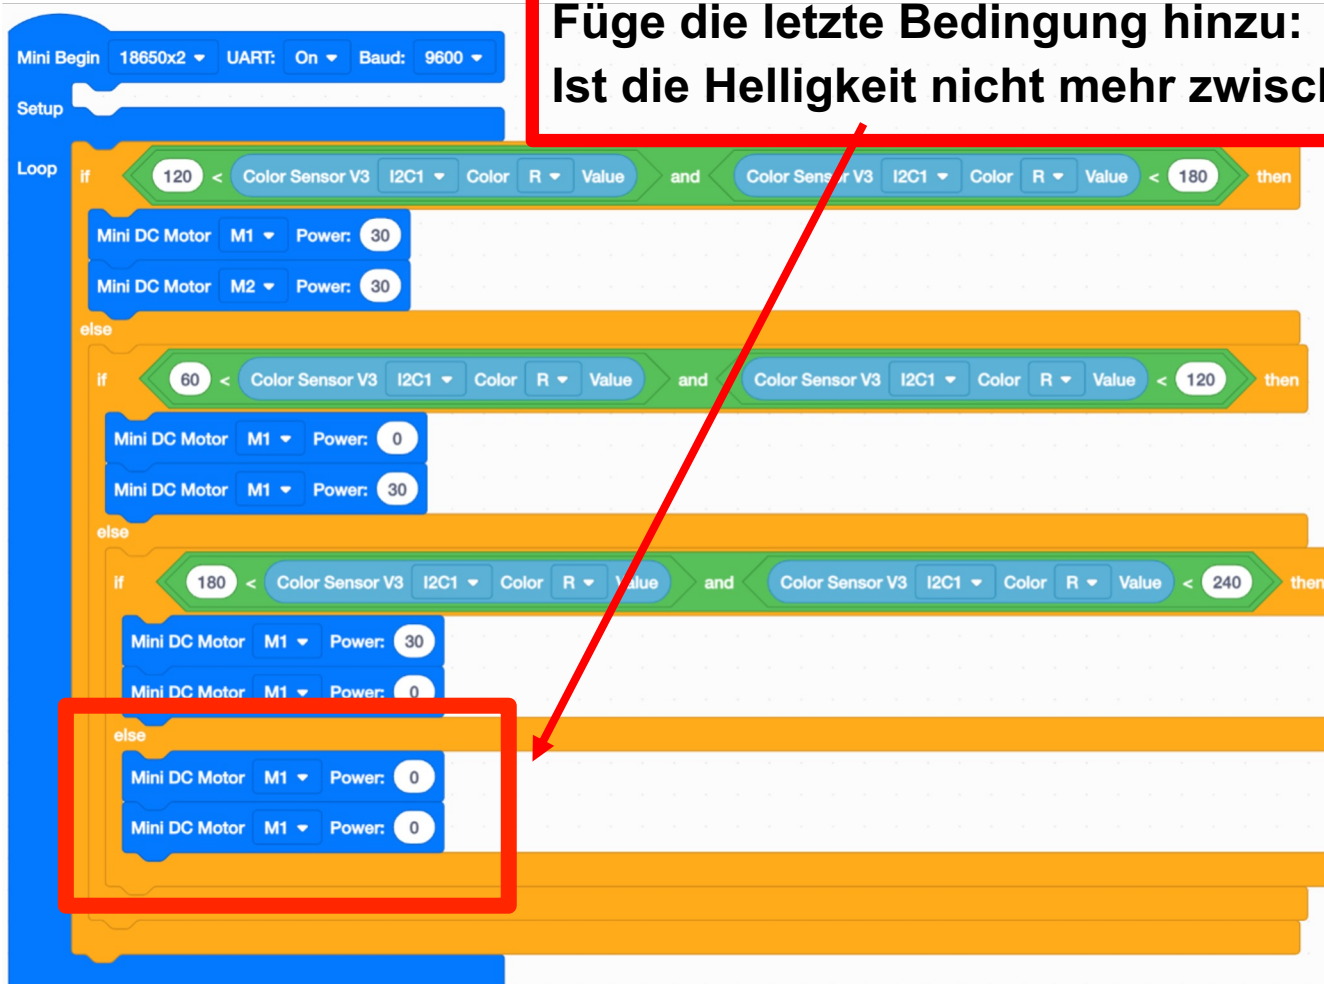 Füge die letzte Bedingung hinzu:
Ist die Helligkeit nicht mehr
Mini Begin 18650x2 UART: On Baud: 9600
Setup
Loop
if 120 < Color Sensor V3 I2C1 Color R Value and Color Sensor V3 I2C1 Color R Value < 180 then
Mini DC Motor M1 Power: 30
Mini DC Motor M2 Power: 30
else
if 60 < Color Sensor V3 I2C1 Color R Value and Color Sensor V3 I2C1 Color R Value < 120 then
Mini DC Motor M1 Power: 0
Mini DC Motor M1 Power: 30
else
if 180 < Color Sensor V3 I2C1 Color R Value and Color Sensor V3 I2C1 Color R Value < 240 then
Mini DC Motor M1 Power: 30
Mini DC Motor M1 Power: 0
else
Mini DC Motor M1 Power: 0
Mini DC Motor M1 Power: 0